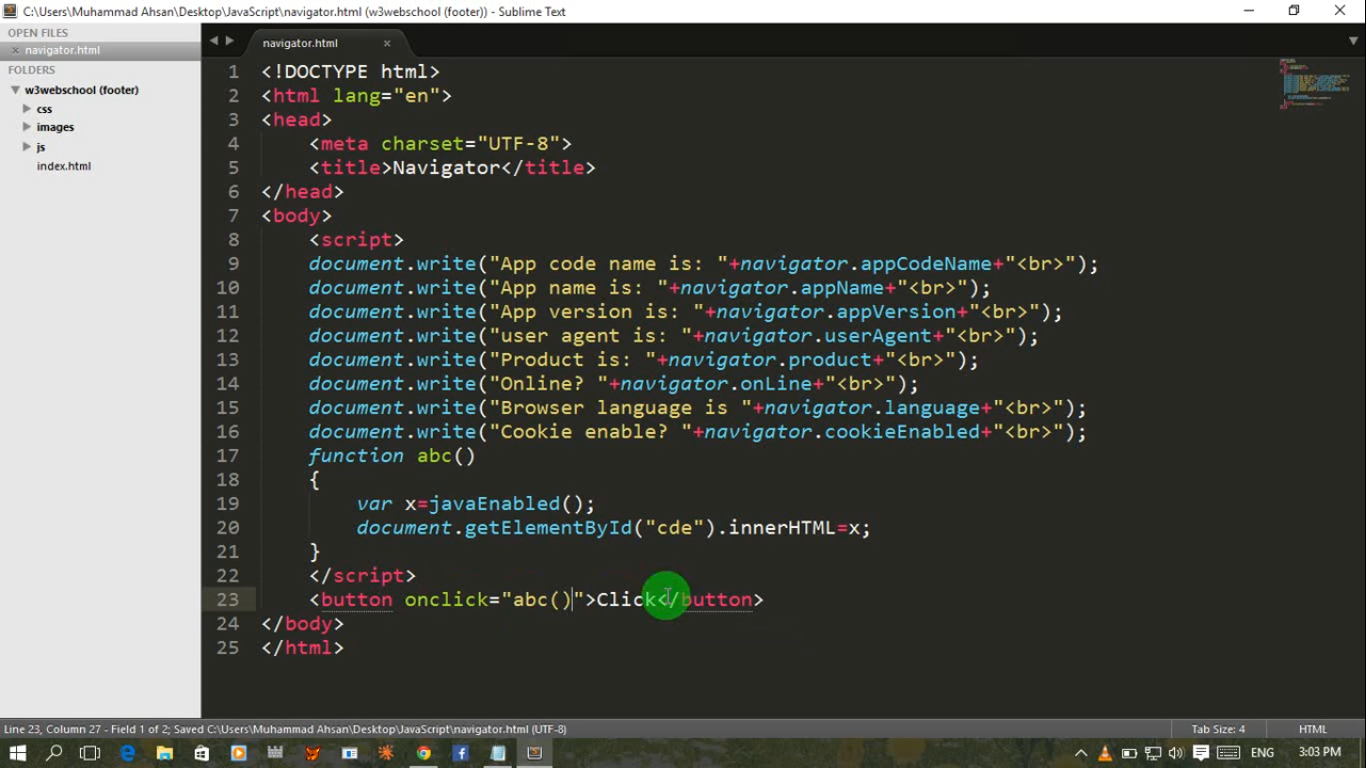 C:\Users\Muhammad Ahsan\Desktop\JavaScript\navigator.html (w3webschool (footer)) - Sublime Text
OPEN FILES
navigator.html
FOLDERS
w3webschool (footer)
css
images
js
index.html
navigator.html
1 <!DOCTYPE html>
2 <html lang="en">
3 <head>
4     <meta charset="UTF-8">
5     <title>Navigator</title>
6 </head>
7 <body>
8     <script>
9     document.write("App code name is: "+navigator.appCodeName+"<br>");
10     document.write("App name is: "+navigator.appName+"<br>");
11     document.write("App version is: "+navigator.appVersion+"<br>");
12     document.write("user agent is: "+navigator.userAgent+"<br>");
13     document.write("Product is: "+navigator.product+"<br>");
14     document.write("Online? "+navigator.onLine+"<br>");
15     document.write("Browser language is "+navigator.language+"<br>");
16     document.write("Cookie enable? "+navigator.cookieEnabled+"<br>");
17     function abc()
18     {
19         var x=javaEnabled();
20         document.getElementById("cde").innerHTML=x;
21     }
22     </script>
23     <button onclick="abc()">Click</button>
24 </body>
25 </html>
Line 23, Column 27 - Field 1 of 2; Saved C:\Users\Muhammad Ahsan\Desktop\JavaScript\navigator.html (UTF-8)
Tab Size: 4
HTML
ENG
3:03 PM